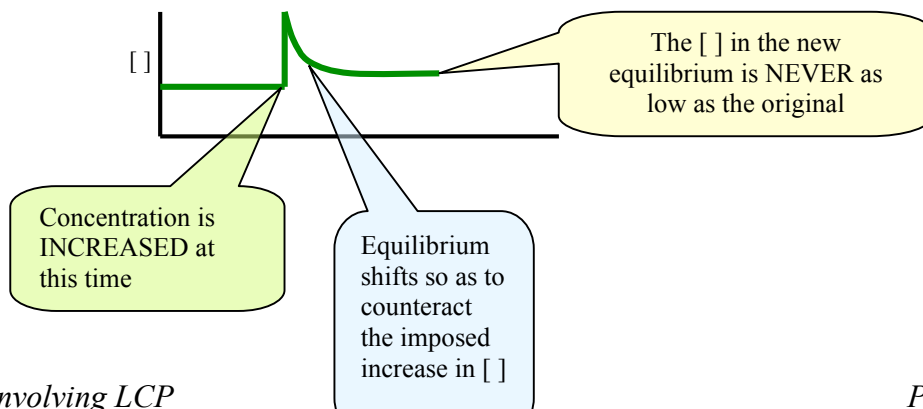 [ ]
The [ ] in the new
equilibrium is NEVER as
low as the original
Concentration is
INCREASED at
this time
Equilibrium
shifts so as to
counteract
the imposed
increase in [ ]
nvolving LCP
P